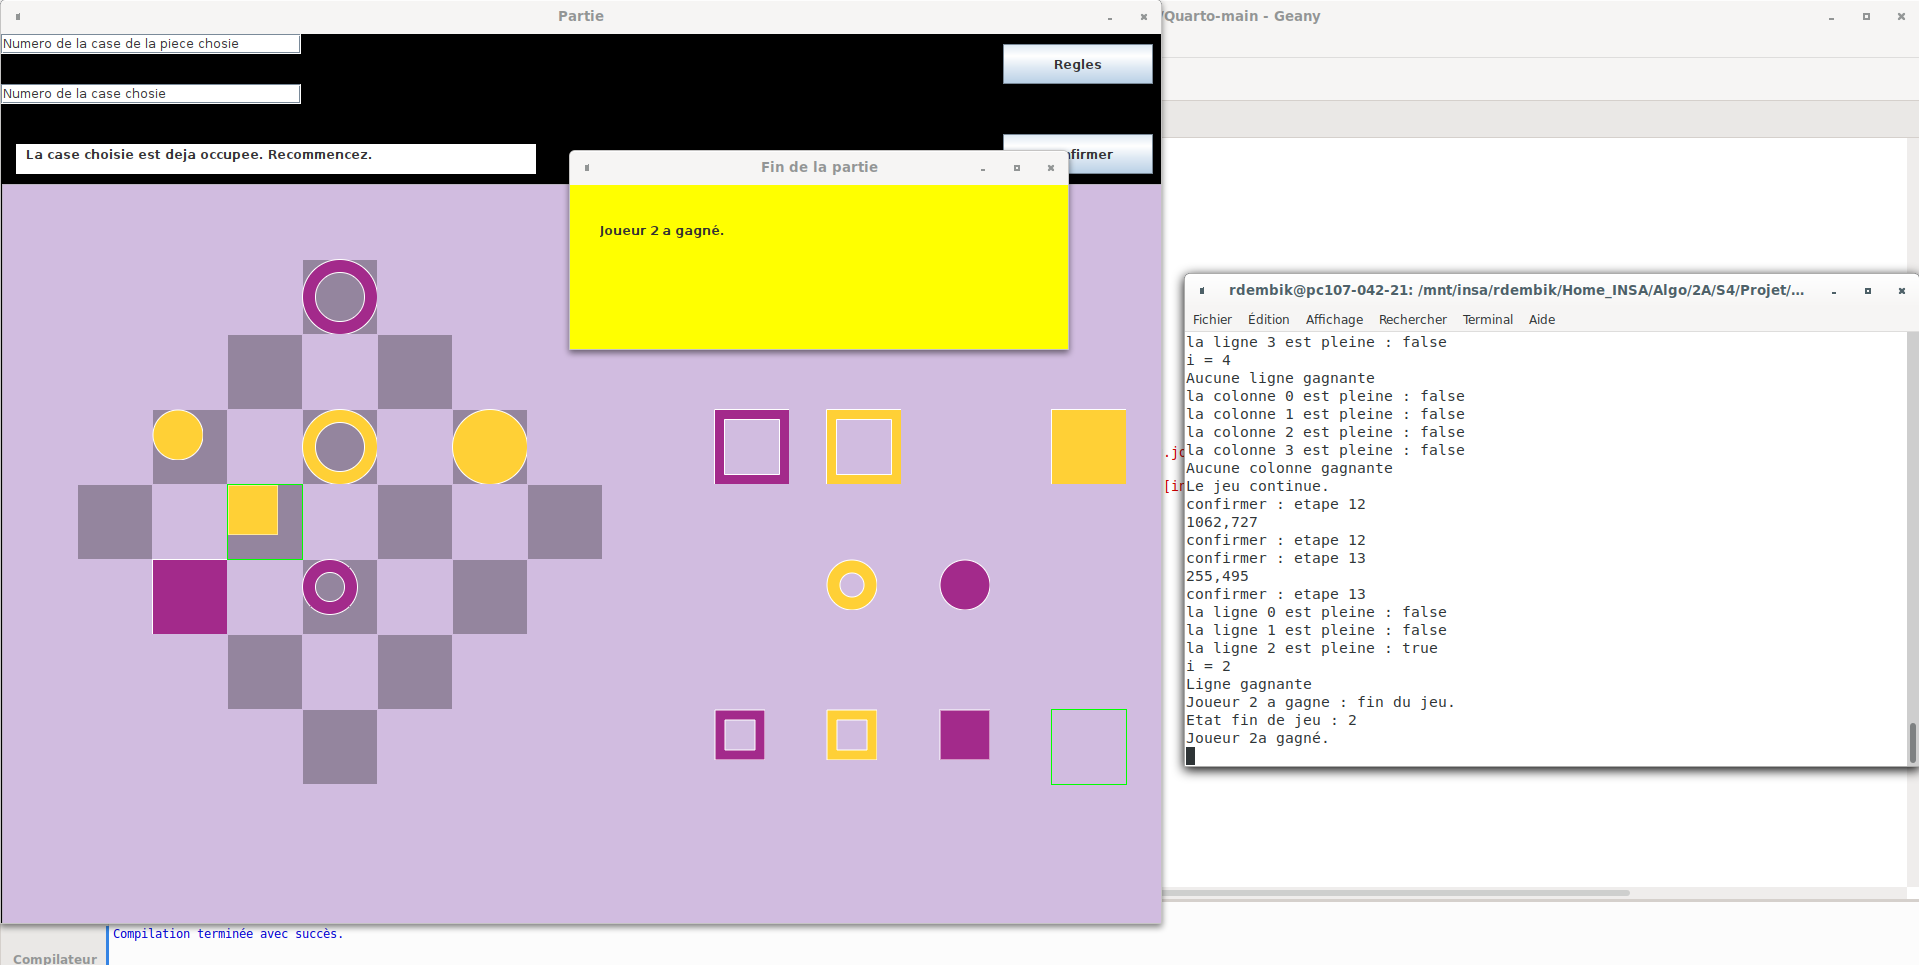 Partie
Quarto-main - Geany
Numero de la case de la piece chosie
Regles
Numero de la case chosie
La case choisie est deja occupee. Recommencez.
firmer
Fin de la partie
Joueur 2 a gagné.
rdembik@pc107-042-21: /mnt/insa/rdembik/Home_INSA/Algo/2A/S4/Projet/...
Fichier Édition Affichage Rechercher Terminal Aide
la ligne 3 est pleine : false
i = 4
Aucune ligne gagnante
la colonne 0 est pleine : false
la colonne 1 est pleine : false
la colonne 2 est pleine : false
la colonne 3 est pleine : false
Aucune colonne gagnante
Le jeu continue.
confirmer : etape 12
1062,727
confirmer : etape 12
confirmer : etape 13
255,495
confirmer : etape 13
la ligne 0 est pleine : false
la ligne 1 est pleine : false
la ligne 2 est pleine : true
i = 2
Ligne gagnante
Joueur 2 a gagne : fin du jeu.
Etat fin de jeu : 2
Joueur 2a gagné.
Compilation terminée avec succès.
Compilateur